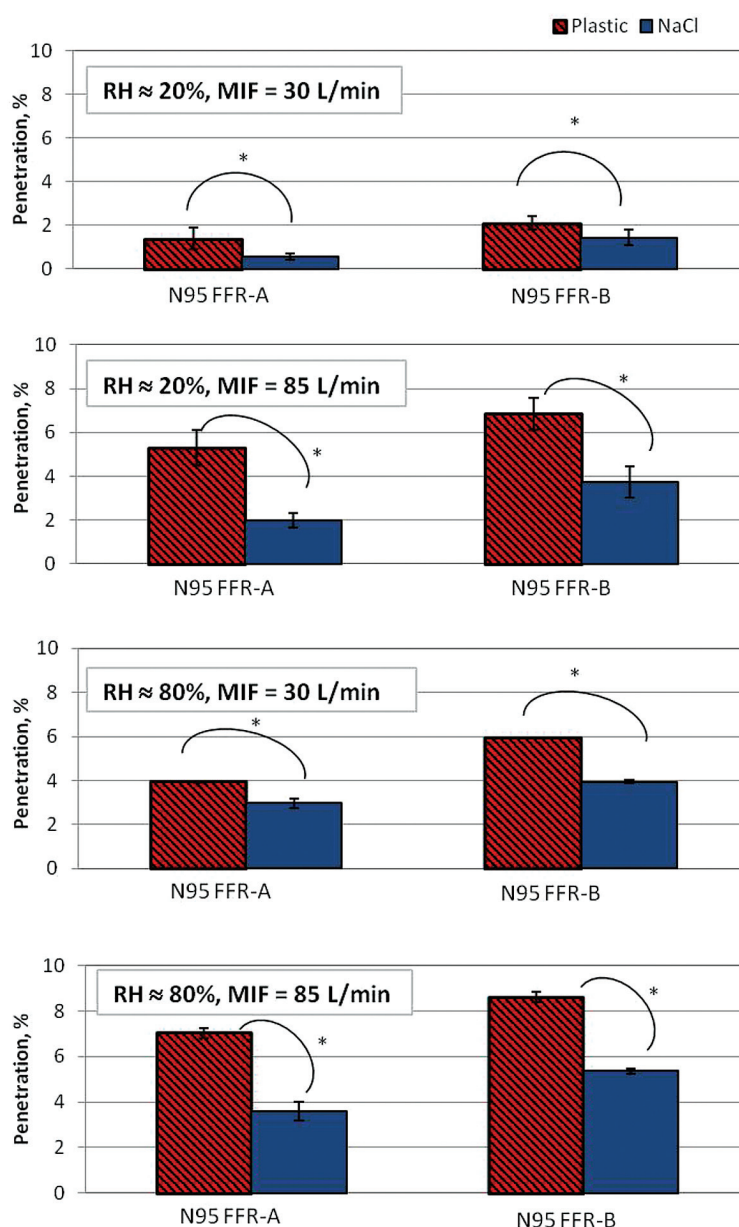 Plastic NaCl
Penetration, %
10
8
6
4
2
0
RH ≈ 20%, MIF = 30 L/min
*
*
N95 FFR-A N95 FFR-B
Penetration, %
10
8
6
4
2
0
RH ≈ 20%, MIF = 85 L/min
*
*
N95 FFR-A N95 FFR-B
Penetration, %
10
8
6
4
2
0
RH ≈ 80%, MIF = 30 L/min
*
*
N95 FFR-A N95 FFR-B
Penetration, %
10
8
6
4
2
0
RH ≈ 80%, MIF = 85 L/min
*
*
N95 FFR-A N95 FFR-B